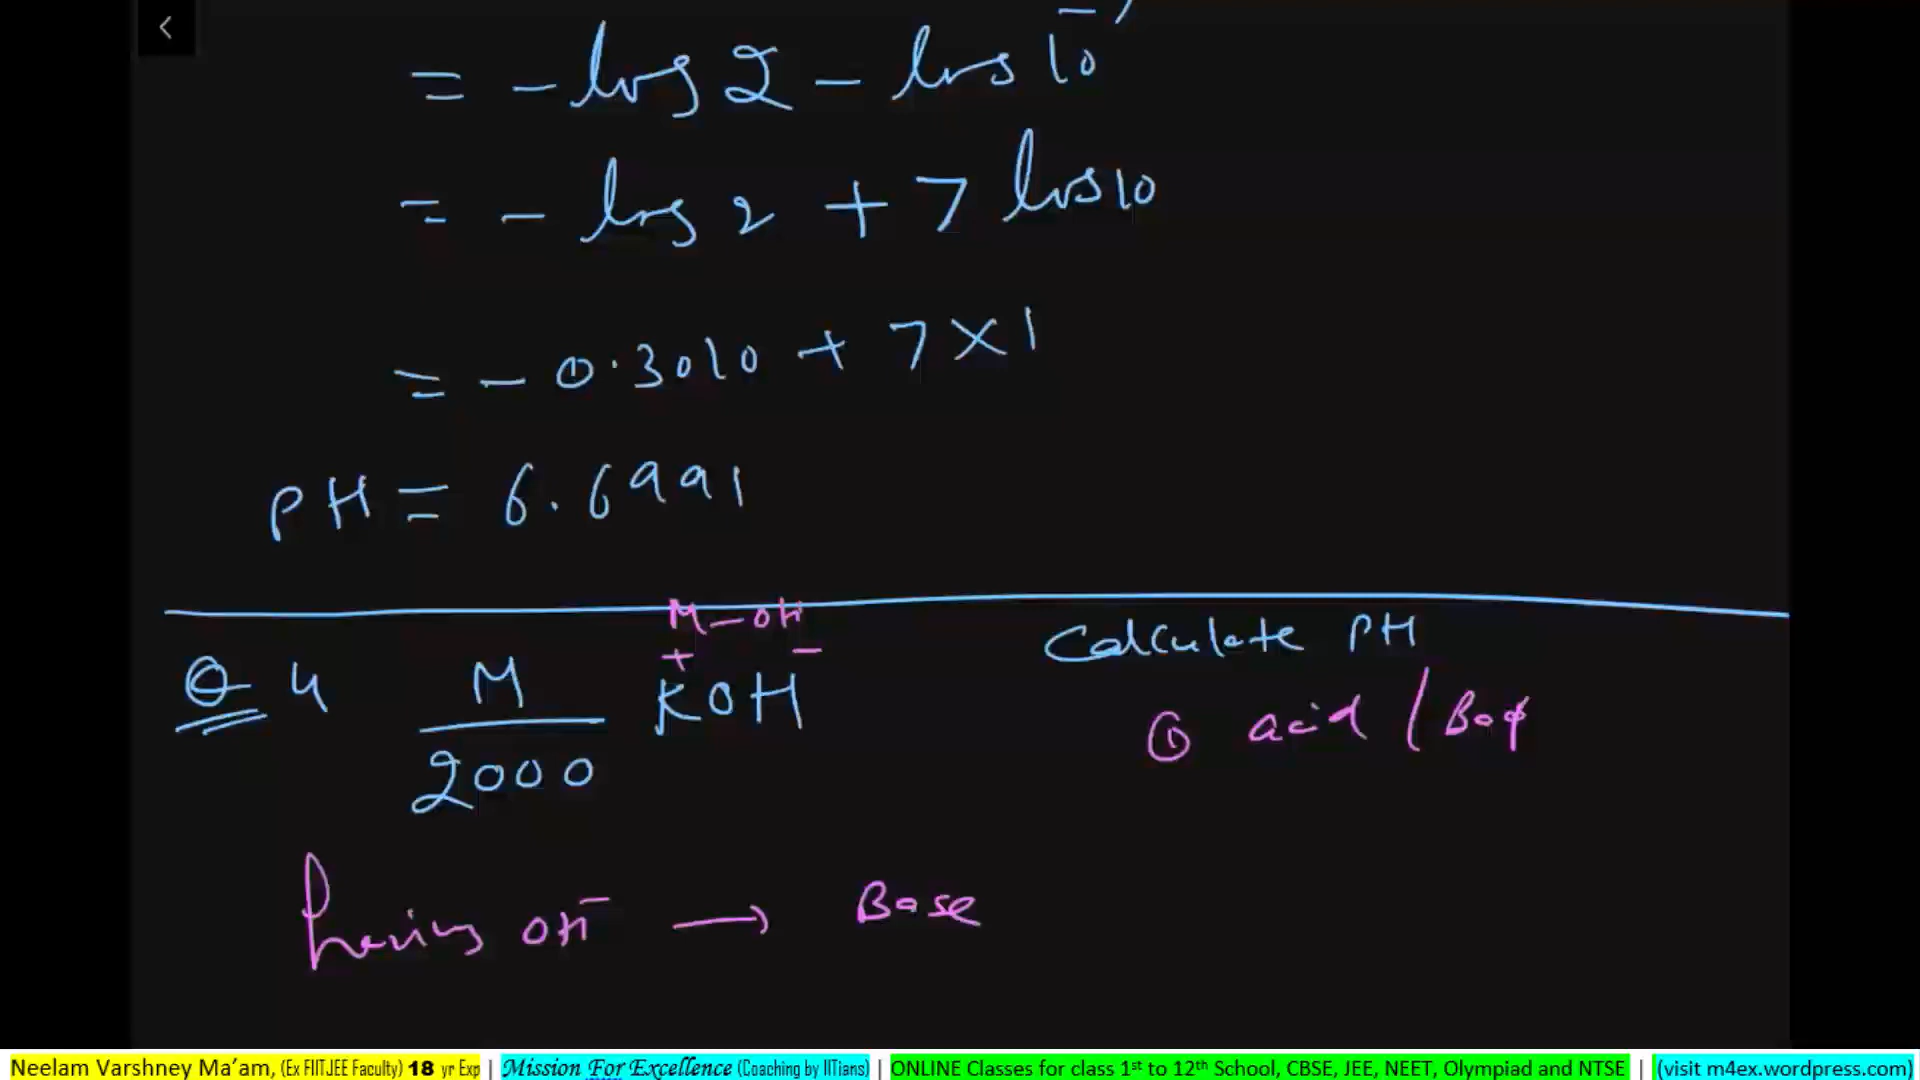 = - log 2 - log 10⁻⁷
= - log 2 + 7 log 10
= - 0.3010 + 7 × 1
PH = 6.6991
M - OH
+ -
Q 4 M/2000 KOH Calculate PH
① acid / Base
having OH⁻ → Base
Neelam Varshney Ma’am, (Ex FIITJEE Faculty) 18 yr Exp | Mission For Excellence (Coaching by IITians) | ONLINE Classes for class 1st to 12th School, CBSE, JEE, NEET, Olympiad and NTSE | (visit m4ex.wordpress.com)